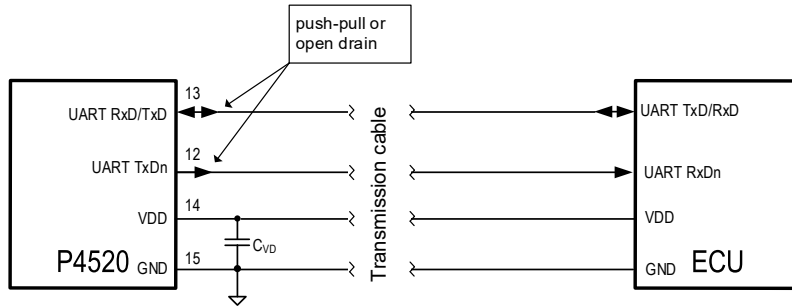 push-pull or
open drain
13
UART RxD/TxD
UART TxD/RxD
12
UART TxDn
UART RxDn
Transmission cable
14
VDD
VDD
C_VD
15
P4520
GND
GND
ECU